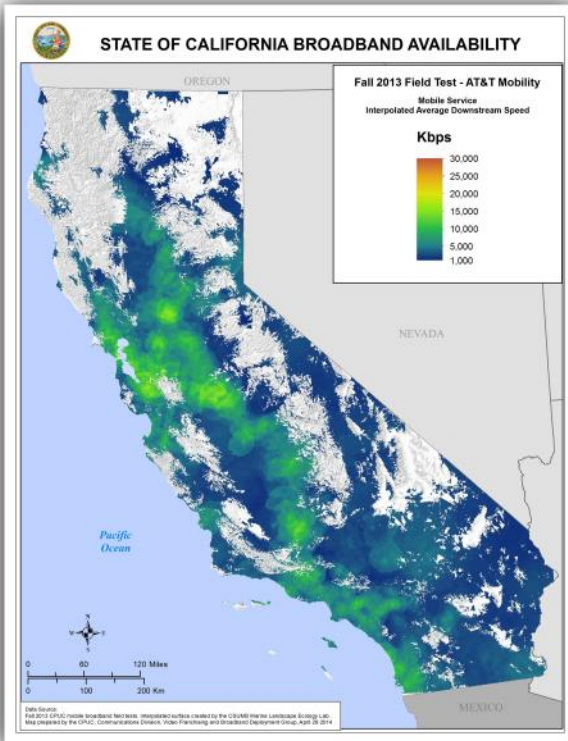 STATE OF CALIFORNIA BROADBAND AVAILABILITY
OREGON
Fall 2013 Field Test - AT&T Mobility
Mobile Service
Interpolated Average Downstream Speed
Kbps
30,000
25,000
20,000
15,000
10,000
5,000
1,000
NEVADA
Pacific
Ocean
N
W E
S
0 60 120 Miles
0 100 200 Km
MEXICO
Data Source:
Fall 2013 CPUC mobile broadband field tests. Interpolated surface created by the CSUMB Marine Landscape Ecology Lab.
Map prepared by the CPUC, Communications Division, Video Franchising and Broadband Deployment Group, April 28 2014